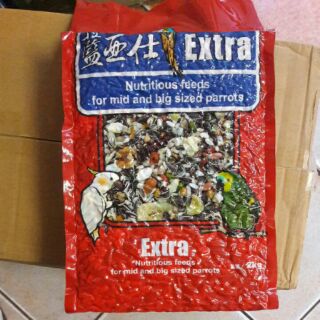 益亞仕 Extra
Nutritious feeds
for mid and big sized parrots
Extra
Nutritious feeds
for mid and big sized parrots
2kg